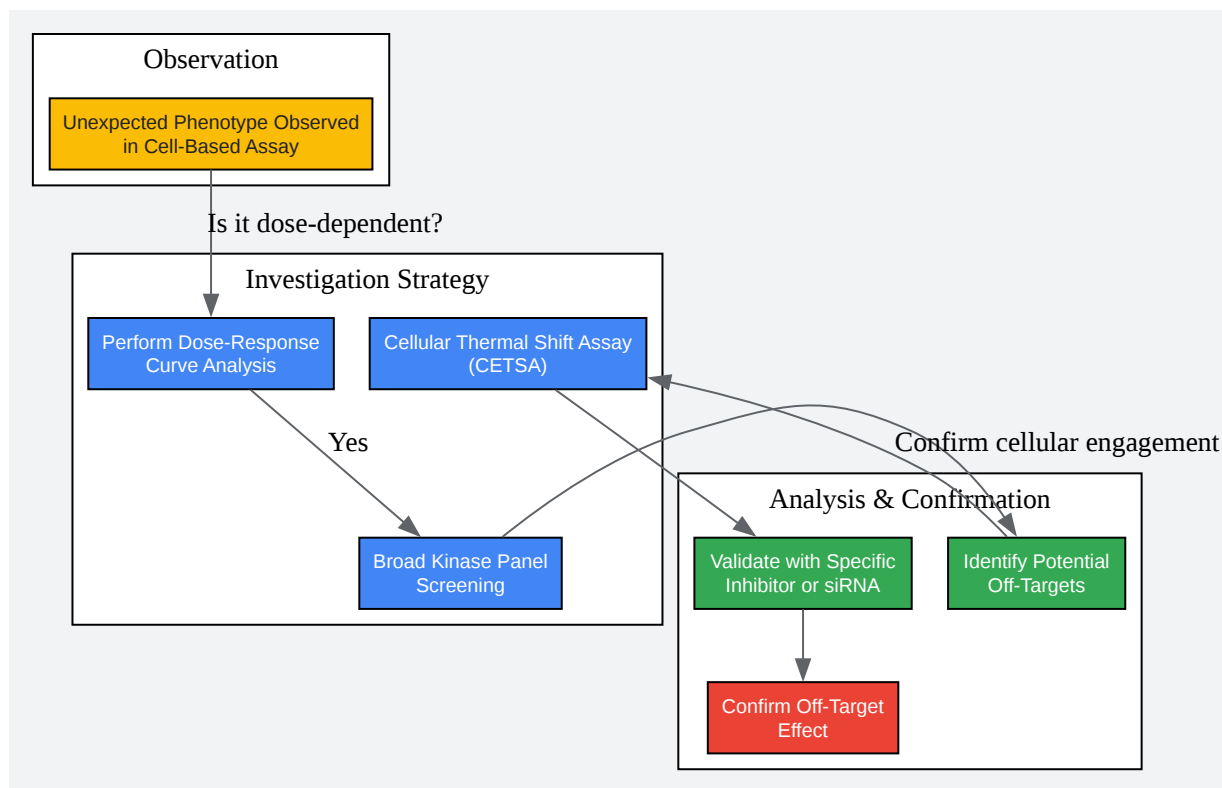 Observation
Unexpected Phenotype Observed
in Cell-Based Assay
Is it dose-dependent?
Investigation Strategy
Perform Dose-Response
Curve Analysis
Cellular Thermal Shift Assay
(CETSA)
Yes
Confirm cellular engagement
Broad Kinase Panel
Screening
Analysis & Confirmation
Validate with Specific
Inhibitor or siRNA
Identify Potential
Off-Targets
Confirm Off-Target
Effect